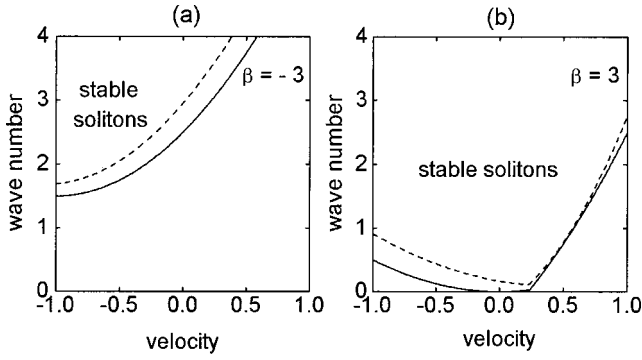 (a)
4
3
2
1
0
wave number
β = - 3
stable
solitons
-1.0 -0.5 0.0 0.5 1.0
velocity
(b)
4
3
2
1
0
wave number
β = 3
stable solitons
-1.0 -0.5 0.0 0.5 1.0
velocity